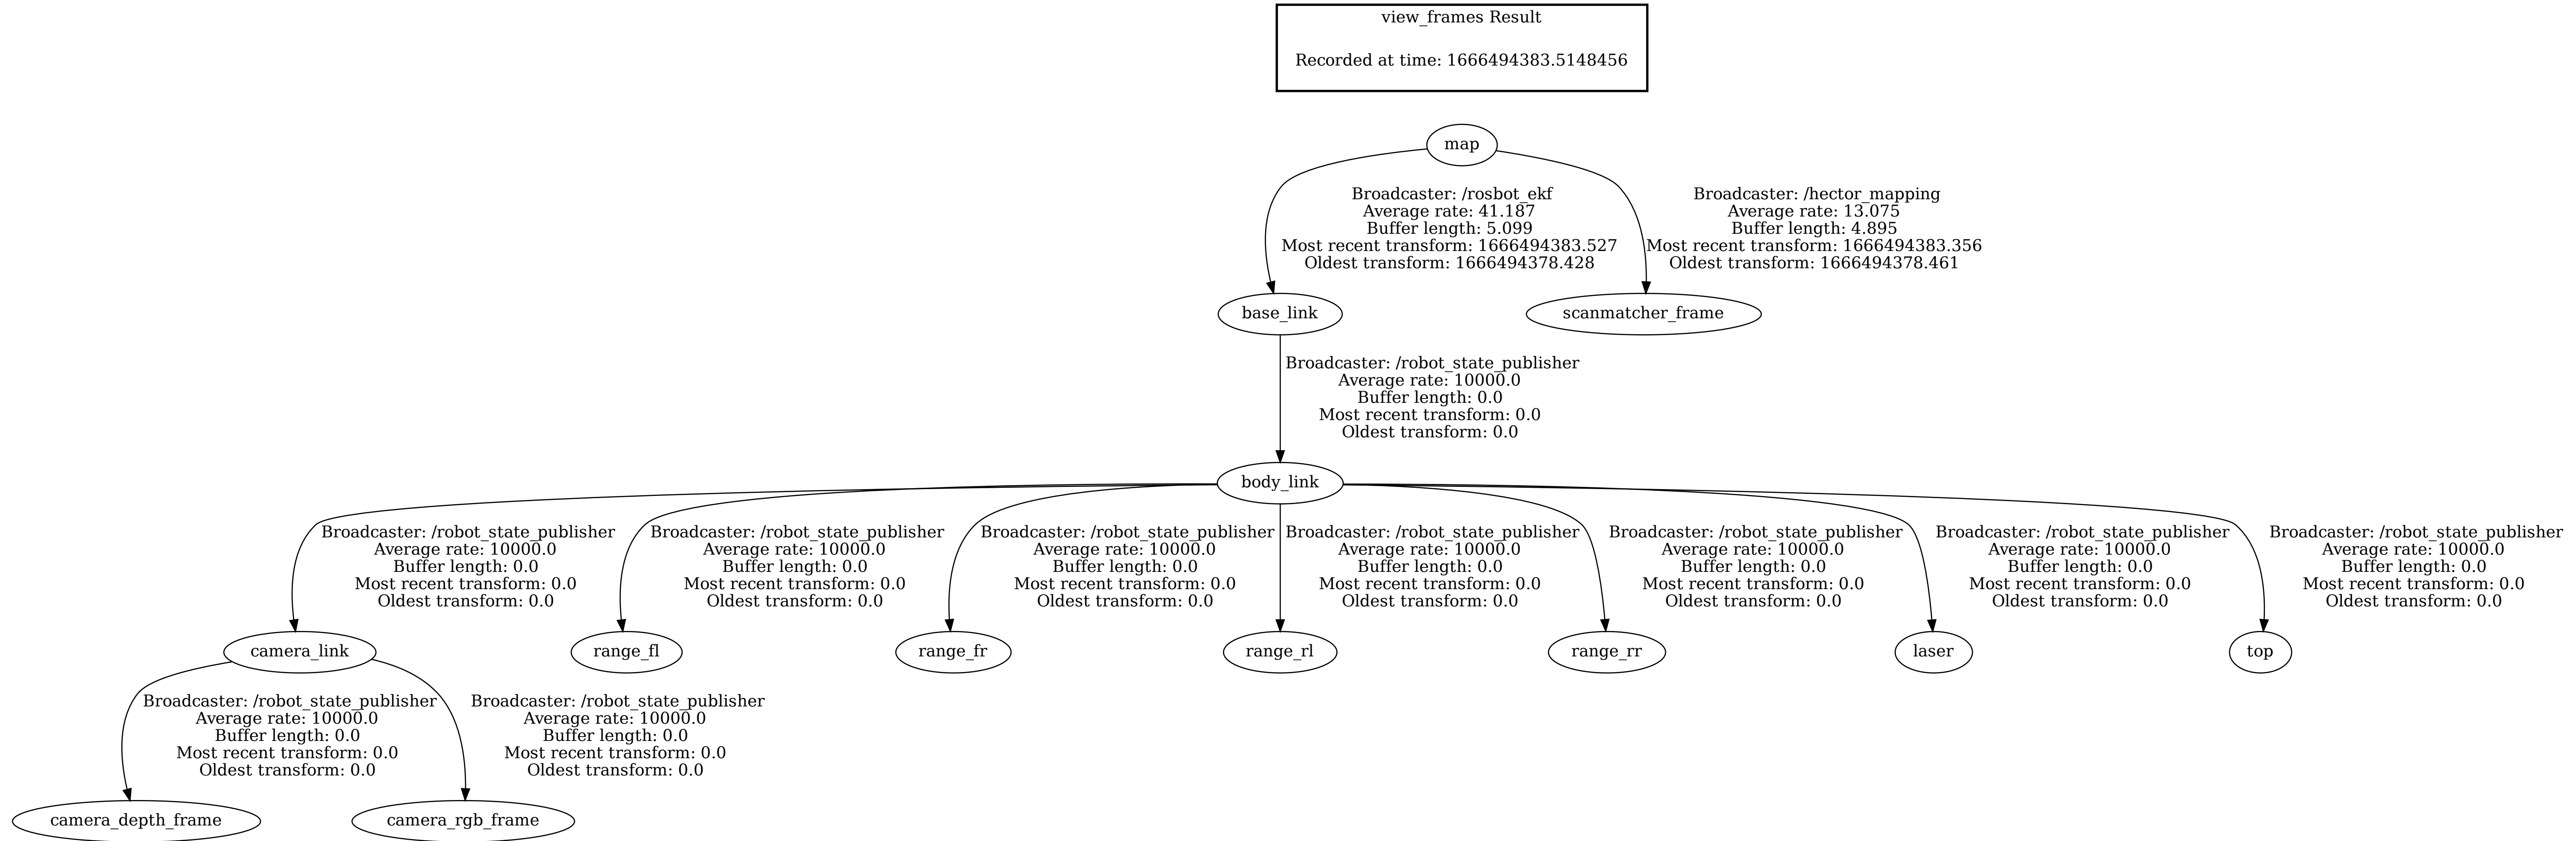 view_frames Result
Recorded at time: 1666494383.5148456
map
Broadcaster: /rosbot_ekf
Average rate: 41.187
Buffer length: 5.099
Most recent transform: 1666494383.527
Oldest transform: 1666494378.428
Broadcaster: /hector_mapping
Average rate: 13.075
Buffer length: 4.895
Most recent transform: 1666494383.356
Oldest transform: 1666494378.461
base_link
scanmatcher_frame
Broadcaster: /robot_state_publisher
Average rate: 10000.0
Buffer length: 0.0
Most recent transform: 0.0
Oldest transform: 0.0
body_link
Broadcaster: /robot_state_publisher
Average rate: 10000.0
Buffer length: 0.0
Most recent transform: 0.0
Oldest transform: 0.0
Broadcaster: /robot_state_publisher
Average rate: 10000.0
Buffer length: 0.0
Most recent transform: 0.0
Oldest transform: 0.0
Broadcaster: /robot_state_publisher
Average rate: 10000.0
Buffer length: 0.0
Most recent transform: 0.0
Oldest transform: 0.0
Broadcaster: /robot_state_publisher
Average rate: 10000.0
Buffer length: 0.0
Most recent transform: 0.0
Oldest transform: 0.0
Broadcaster: /robot_state_publisher
Average rate: 10000.0
Buffer length: 0.0
Most recent transform: 0.0
Oldest transform: 0.0
Broadcaster: /robot_state_publisher
Average rate: 10000.0
Buffer length: 0.0
Most recent transform: 0.0
Oldest transform: 0.0
Broadcaster: /robot_state_publisher
Average rate: 10000.0
Buffer length: 0.0
Most recent transform: 0.0
Oldest transform: 0.0
camera_link
range_fl
range_fr
range_rl
range_rr
laser
top
Broadcaster: /robot_state_publisher
Average rate: 10000.0
Buffer length: 0.0
Most recent transform: 0.0
Oldest transform: 0.0
Broadcaster: /robot_state_publisher
Average rate: 10000.0
Buffer length: 0.0
Most recent transform: 0.0
Oldest transform: 0.0
camera_depth_frame
camera_rgb_frame